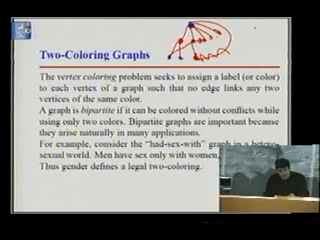 Two-Coloring Graphs
The vertex coloring problem seeks to assign a label (or color)
to each vertex of a graph such that no edge links any two
vertices of the same color.
A graph is bipartite if it can be colored without conflicts while
using only two colors. Bipartite graphs are important because
they arise naturally in many applications.
For example, consider the "had-sex-with" graph in a hetero-
sexual world. Men have sex only with women,
Thus gender defines a legal two-coloring.